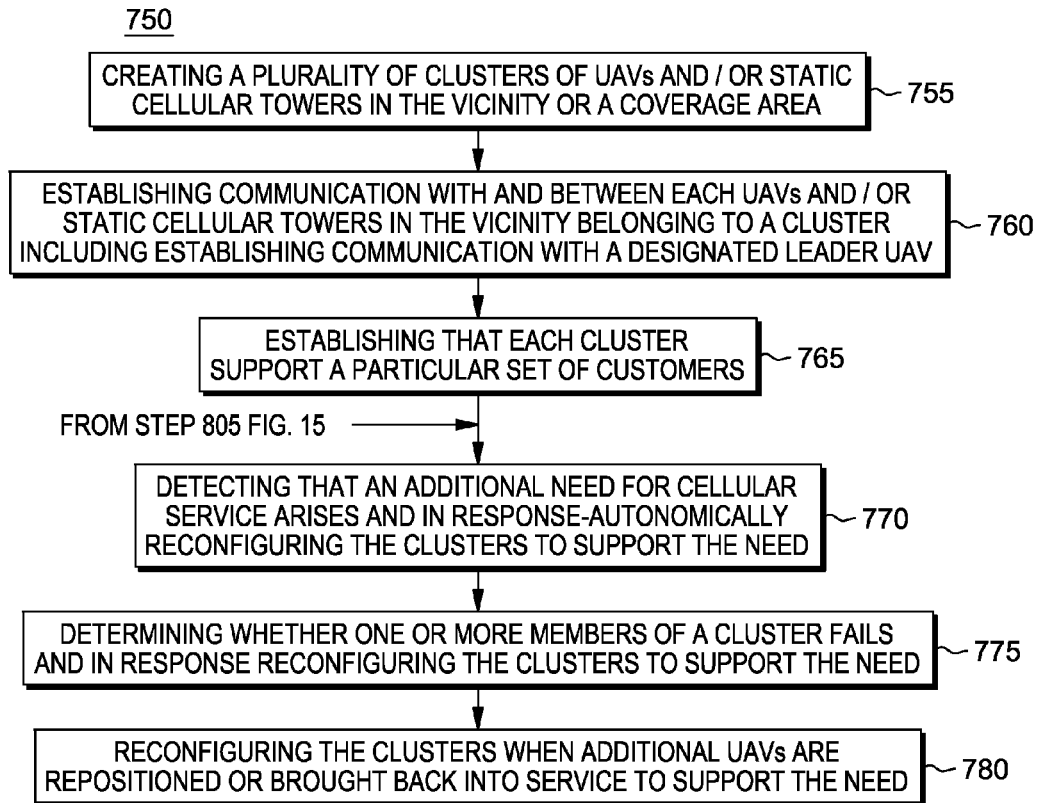 750
CREATING A PLURALITY OF CLUSTERS OF UAVs AND / OR STATIC
CELLULAR TOWERS IN THE VICINITY OR A COVERAGE AREA
755
ESTABLISHING COMMUNICATION WITH AND BETWEEN EACH UAVs AND / OR
STATIC CELLULAR TOWERS IN THE VICINITY BELONGING TO A CLUSTER
INCLUDING ESTABLISHING COMMUNICATION WITH A DESIGNATED LEADER UAV
760
ESTABLISHING THAT EACH CLUSTER
SUPPORT A PARTICULAR SET OF CUSTOMERS
765
FROM STEP 805 FIG. 15
DETECTING THAT AN ADDITIONAL NEED FOR CELLULAR
SERVICE ARISES AND IN RESPONSE-AUTONOMICALLY
RECONFIGURING THE CLUSTERS TO SUPPORT THE NEED
770
DETERMINING WHETHER ONE OR MORE MEMBERS OF A CLUSTER FAILS
AND IN RESPONSE RECONFIGURING THE CLUSTERS TO SUPPORT THE NEED
775
RECONFIGURING THE CLUSTERS WHEN ADDITIONAL UAVs ARE
REPOSITIONED OR BROUGHT BACK INTO SERVICE TO SUPPORT THE NEED
780